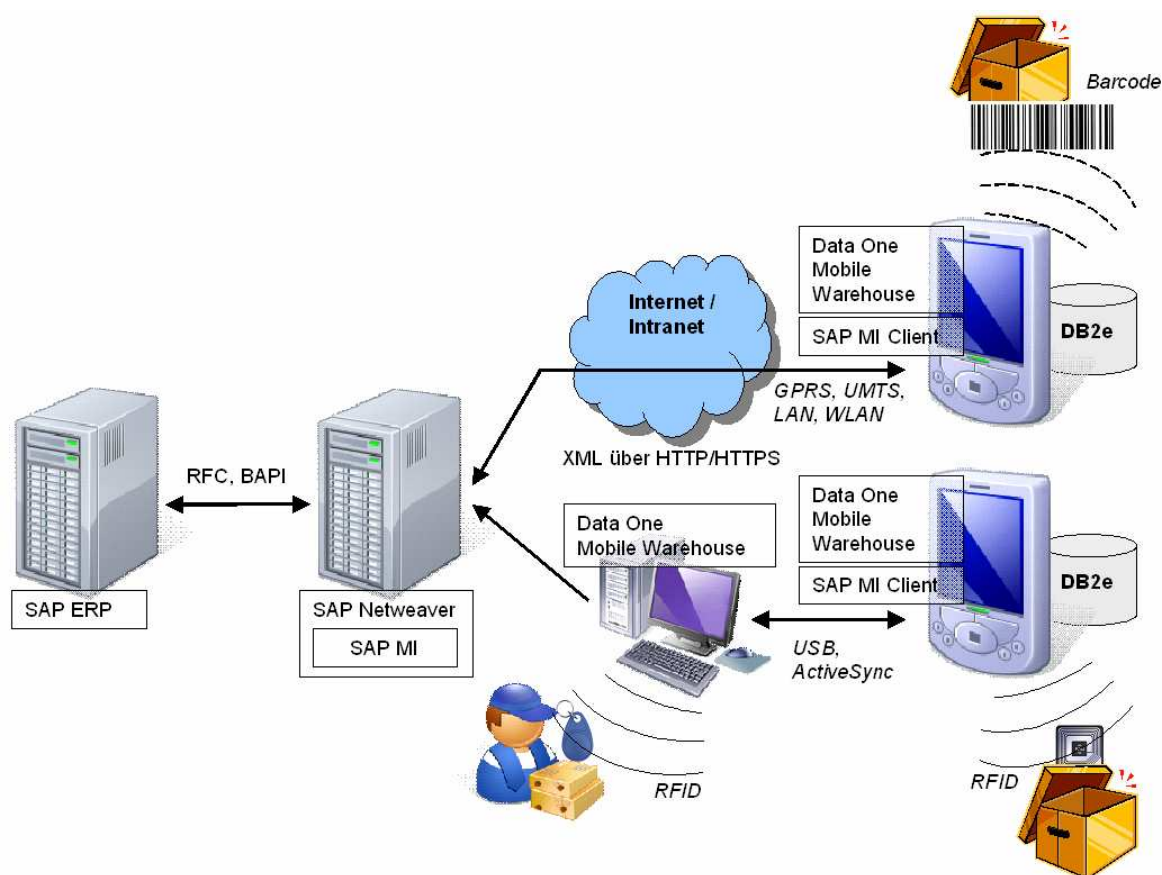 Barcode
Data One
Mobile
Warehouse
SAP MI Client
DB2e
Internet /
Intranet
GPRS, UMTS,
LAN, WLAN
XML über HTTP/HTTPS
RFC, BAPI
Data One
Mobile Warehouse
Data One
Mobile
Warehouse
SAP MI Client
DB2e
SAP ERP
SAP Netweaver
SAP MI
USB,
ActiveSync
RFID
RFID